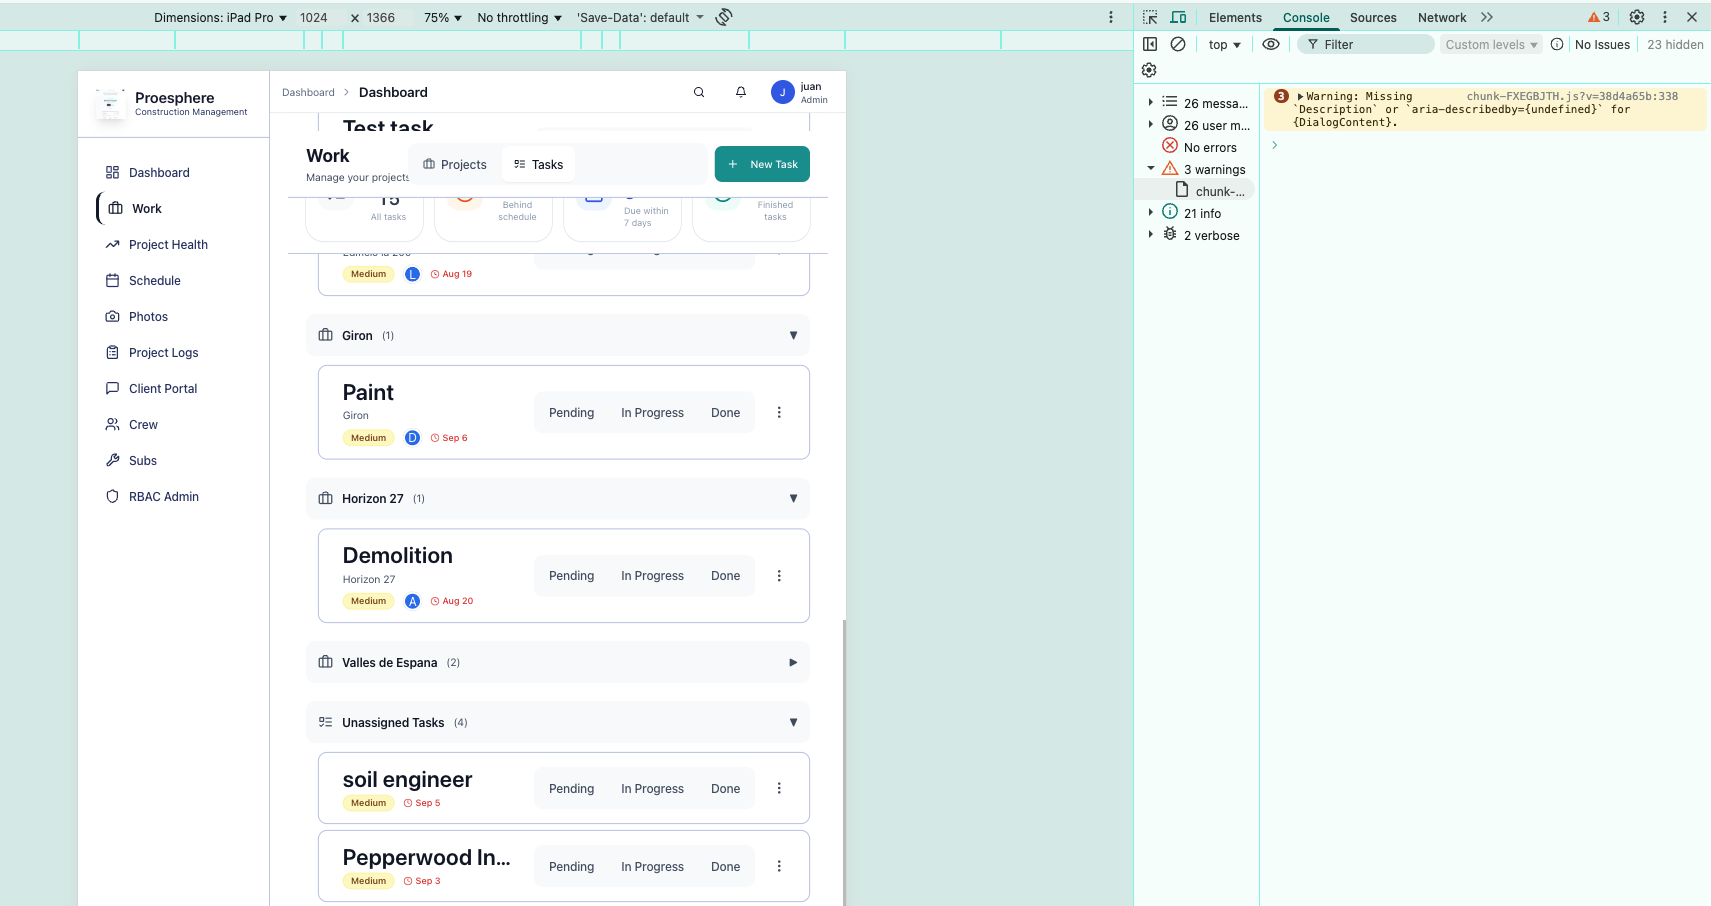 Dimensions: iPad Pro ▼ 1024 × 1366 75% ▼ No throttling ▼ 'Save-Data': default ▼
Elements Console Sources Network 3
top ▼ Filter Custom levels ▼ No Issues 23 hidden
Proesphere
Construction Management
Dashboard
Work
Project Health
Schedule
Photos
Project Logs
Client Portal
Crew
Subs
RBAC Admin
Dashboard > Dashboard
J juan
Admin
Test task
Work
Manage your projects
Projects Tasks
+ New Task
15
All tasks
Behind
schedule
Due within
7 days
Finished
tasks
Medium L Aug 19
Giron (1)
Paint
Giron
Medium D Sep 6
Pending In Progress Done
Horizon 27 (1)
Demolition
Horizon 27
Medium A Aug 20
Pending In Progress Done
Valles de Espana (2)
Unassigned Tasks (4)
soil engineer
Medium Sep 5
Pending In Progress Done
Pepperwood In...
Medium Sep 3
Pending In Progress Done
26 messa...
26 user m...
No errors
3 warnings
chunk-...
21 info
2 verbose
3 Warning: Missing chunk-FXEGBJTH.js?v=38d4a65b:338
`Description` or `aria-describedby={undefined}` for
{DialogContent}.